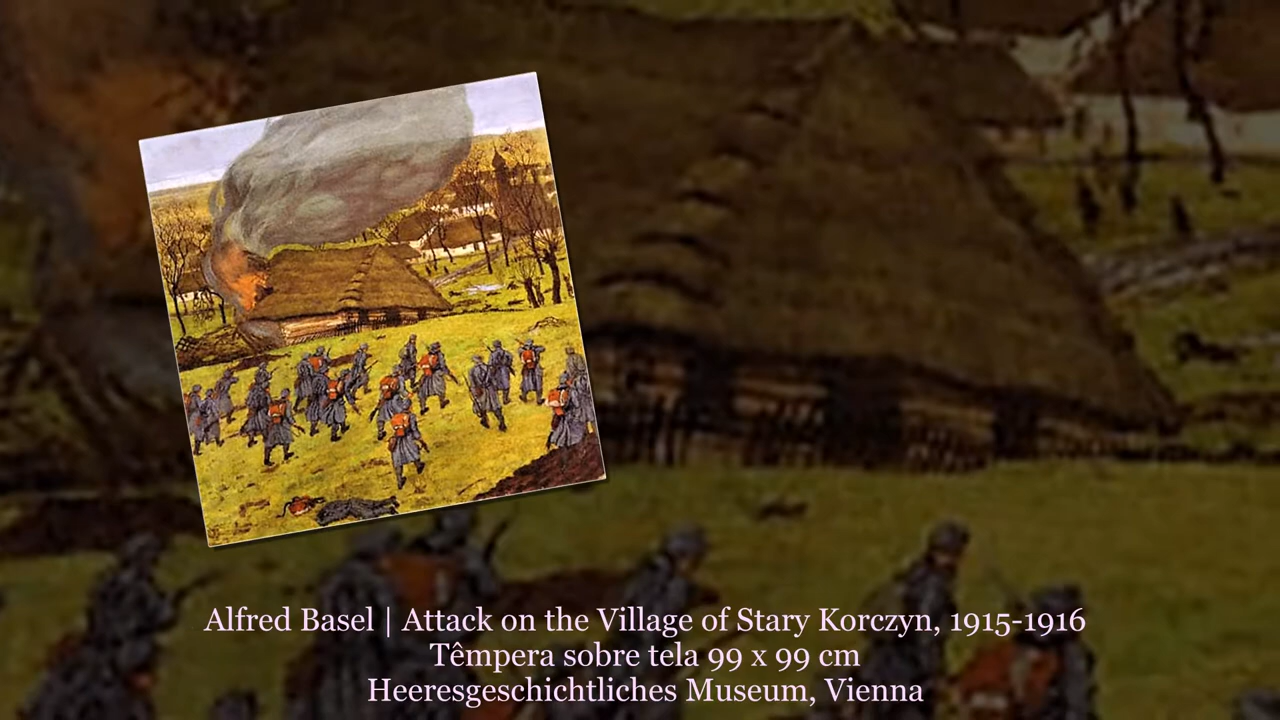 Alfred Basel | Attack on the Village of Stary Korczyn, 1915-1916
Têmpera sobre tela 99 x 99 cm
Heeresgeschichtliches Museum, Vienna